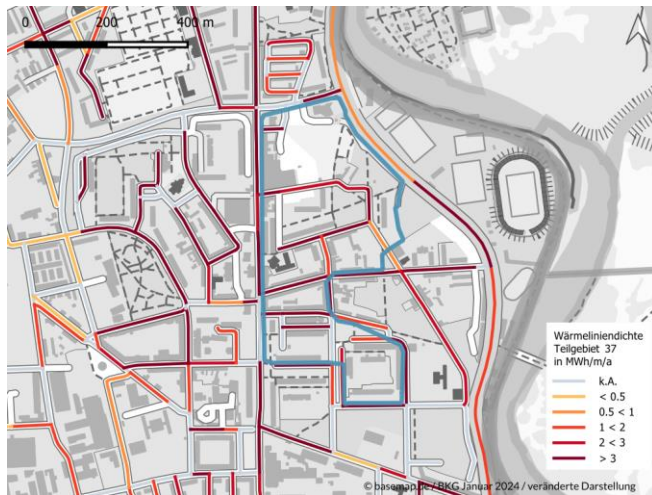 0 200 400 m
Wärmeliniendichte
Teilgebiet 37
in MWh/m/a
k.A.
< 0.5
0.5 < 1
1 < 2
2 < 3
> 3
© basemap.de / BKG Januar 2024 / veränderte Darstellung